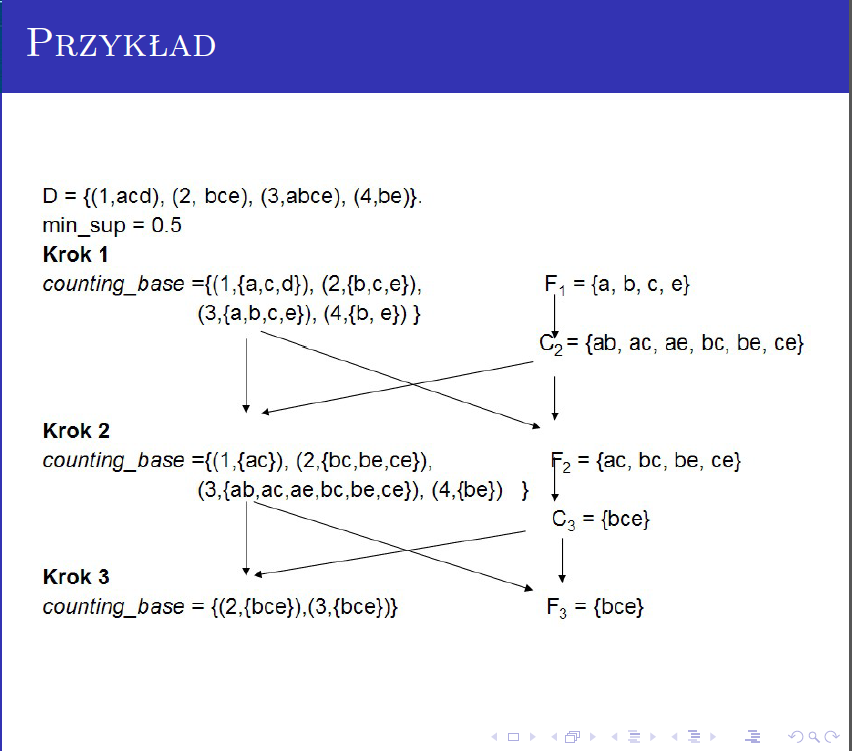 Przykład
D = {(1,acd), (2, bce), (3,abce), (4,be)}.
min_sup = 0.5
Krok 1
counting_base ={(1,{a,c,d}), (2,{b,c,e}),
(3,{a,b,c,e}), (4,{b, e}) }
F1 = {a, b, c, e}
C2 = {ab, ac, ae, bc, be, ce}
Krok 2
counting_base ={(1,{ac}), (2,{bc,be,ce}),
(3,{ab,ac,ae,bc,be,ce}), (4,{be}) }
F2 = {ac, bc, be, ce}
C3 = {bce}
Krok 3
counting_base = {(2,{bce}),(3,{bce})}
F3 = {bce}